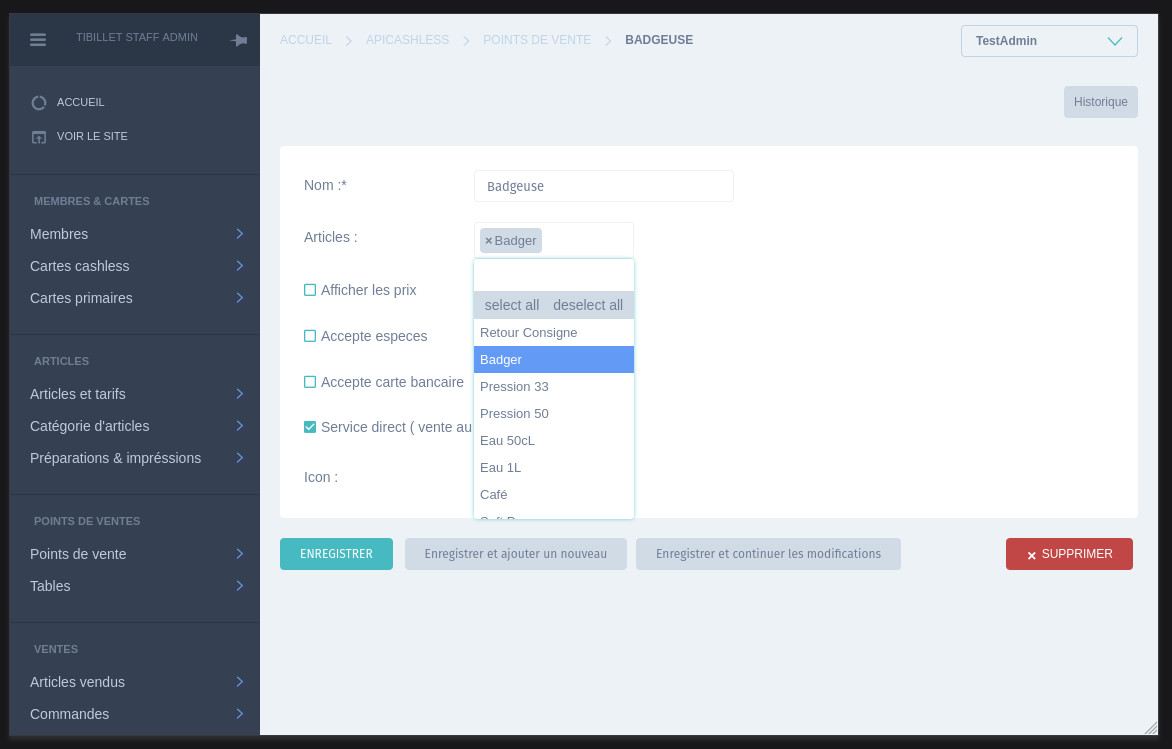 TIBILLET STAFF ADMIN
ACCUEIL
VOIR LE SITE
MEMBRES & CARTES
Membres
Cartes cashless
Cartes primaires
ARTICLES
Articles et tarifs
Catégorie d'articles
Préparations & impréssions
POINTS DE VENTES
Points de vente
Tables
VENTES
Articles vendus
Commandes
ACCUEIL APICASHLESS POINTS DE VENTE BADGEUSE
TestAdmin
Historique
Nom :* Badgeuse
Articles : ×Badger
select all deselect all
Retour Consigne
Badger
Pression 33
Pression 50
Eau 50cL
Eau 1L
Café
Afficher les prix
Accepte especes
Accepte carte bancaire
Service direct ( vente au
Icon :
ENREGISTRER Enregistrer et ajouter un nouveau Enregistrer et continuer les modifications × SUPPRIMER